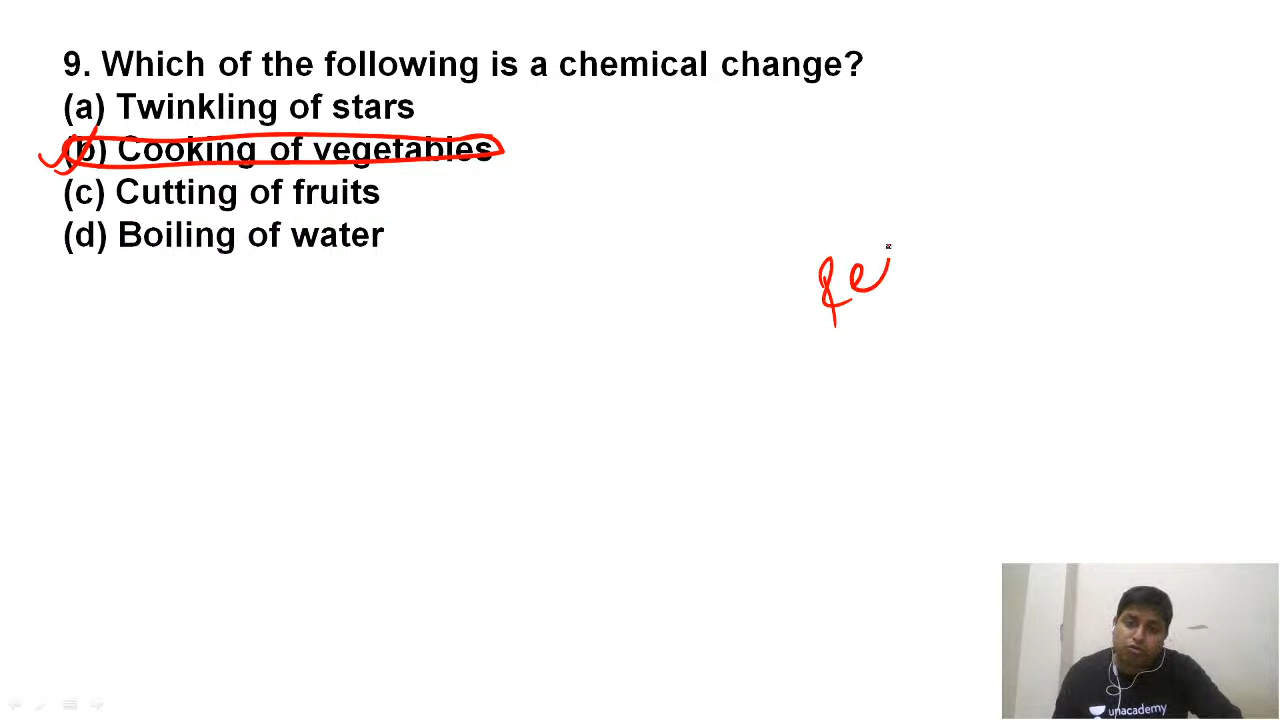 9. Which of the following is a chemical change?
(a) Twinkling of stars
(b) Cooking of vegetables
(c) Cutting of fruits
(d) Boiling of water
unacademy